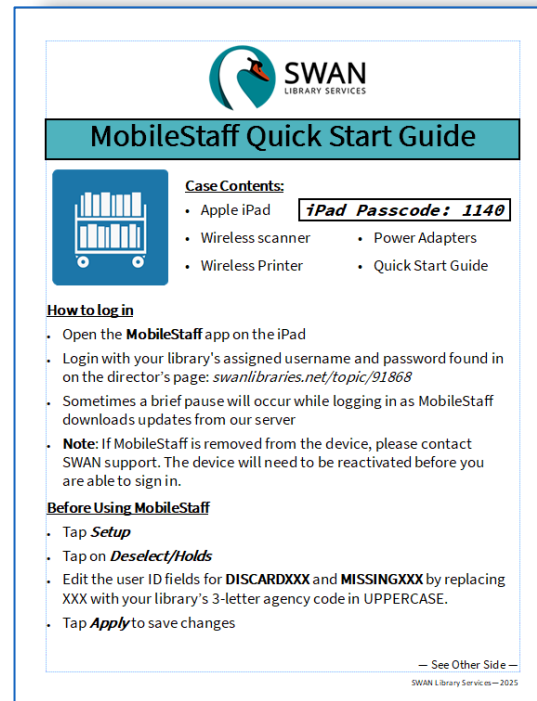 SWAN
LIBRARY SERVICES
MobileStaff Quick Start Guide
Case Contents:
• Apple iPad
iPad Passcode: 1140
• Wireless scanner
• Power Adapters
• Wireless Printer
• Quick Start Guide
How to log in
• Open the MobileStaff app on the iPad
• Login with your library's assigned username and password found in
on the director's page: swanlibraries.net/topic/91868
• Sometimes a brief pause will occur while logging in as MobileStaff
downloads updates from our server
• Note: If MobileStaff is removed from the device, please contact
SWAN support. The device will need to be reactivated before you
are able to sign in.
Before Using MobileStaff
• Tap Setup
• Tap on Deselect/Holds
• Edit the user ID fields for DISCARDXXX and MISSINGXXX by replacing
XXX with your library's 3-letter agency code in UPPERCASE.
• Tap Apply to save changes
— See Other Side —
SWAN Library Services—2025